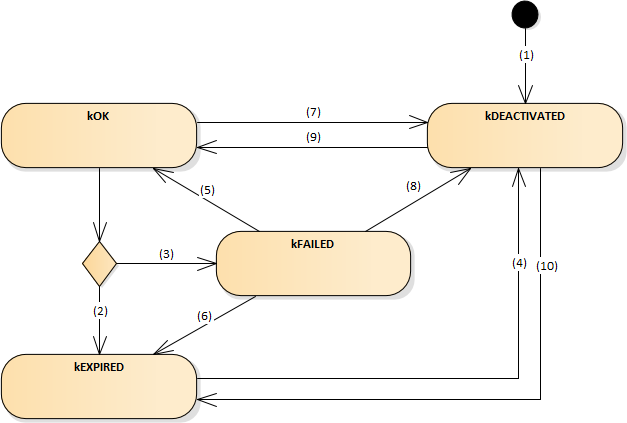 (1)
kOK
(7)
kDEACTIVATED
(9)
(5)
(8)
(3)
kFAILED
(4)
(10)
(2)
(6)
kEXPIRED